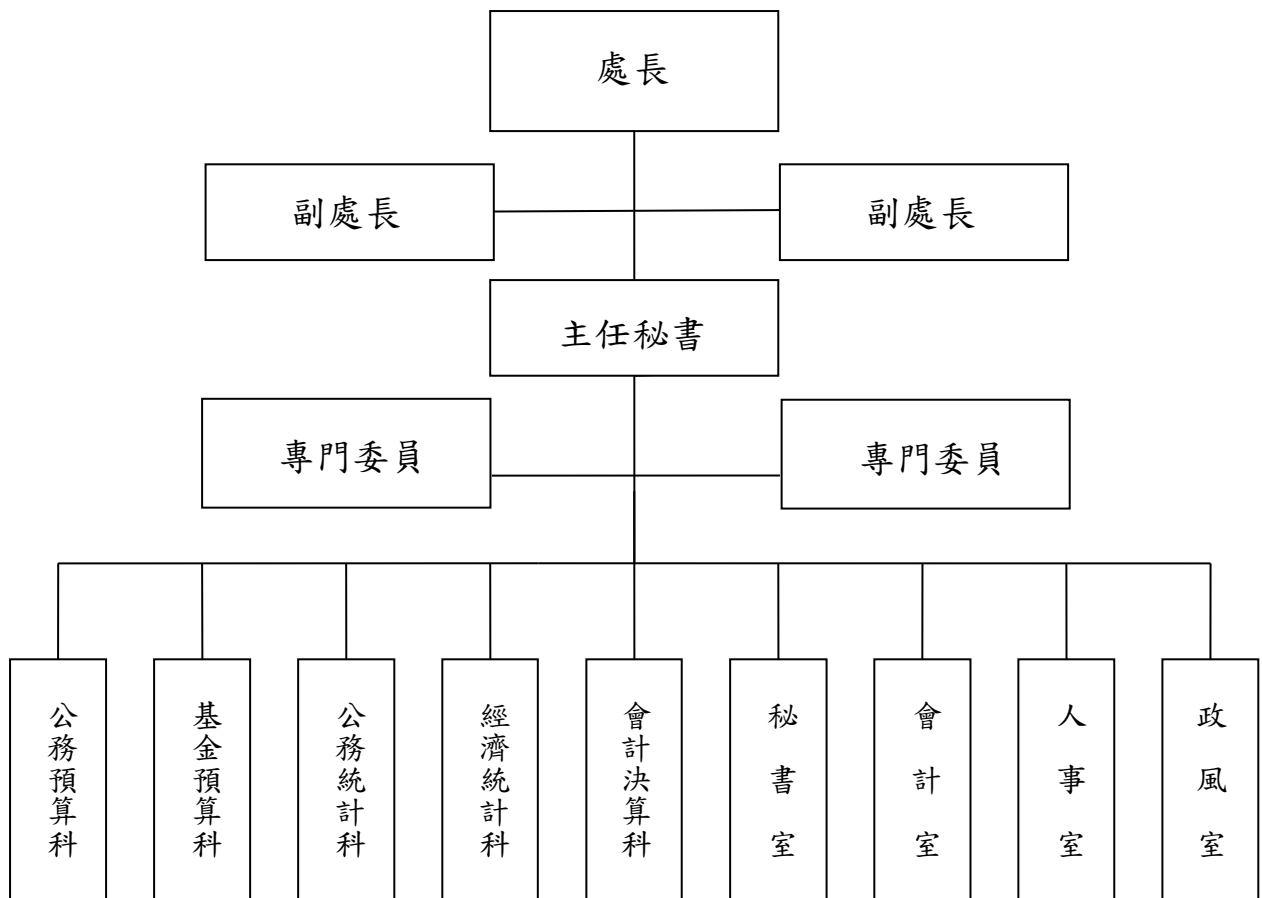 處長
副處長
副處長
主任秘書
專門委員
專門委員
公務預算科
基金預算科
公務統計科
經濟統計科
會計決算科
秘書室
會計室
人事室
政風室